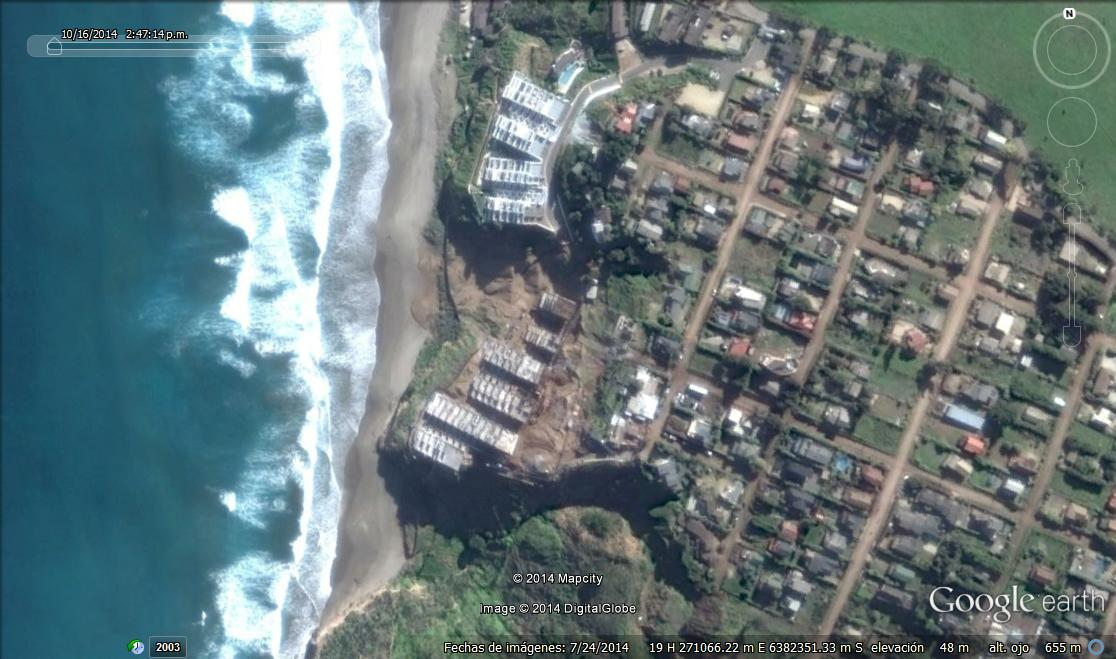 10/16/2014 2:47:14 p.m.
N
© 2014 Mapcity
Image © 2014 DigitalGlobe
Google earth
2003
Fechas de imágenes: 7/24/2014 19 H 271066.22 m E 6382351.33 m S elevación 48 m alt. ojo 655 m